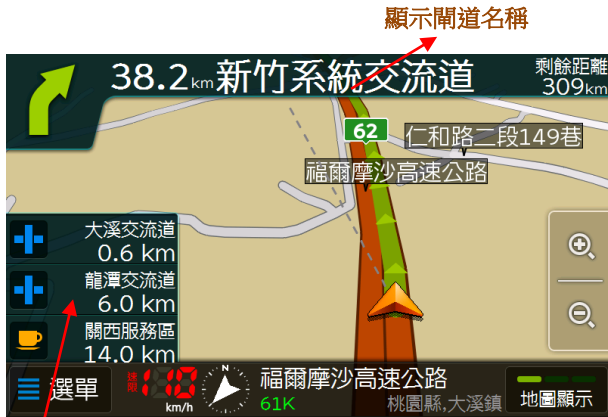 顯示閘道名稱
38.2km 新竹系統交流道
剩餘距離
309km
62
仁和路二段149巷
福爾摩沙高速公路
大溪交流道
0.6 km
龍潭交流道
6.0 km
關西服務區
14.0 km
選單
速限
110
km/h
N
福爾摩沙高速公路
61K
桃園縣,大溪鎮
地圖顯示